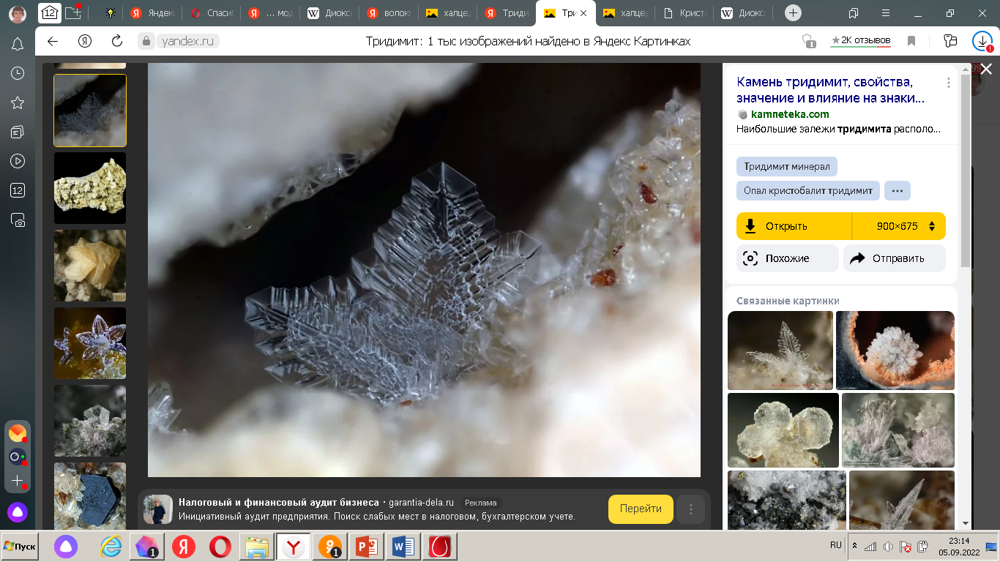 12
Яндекс
Спасиб
... мод
Диокс
волокн
халце
Триди
Три
халце
Криста
Диокс
yandex.ru
Тридимит: 1 тыс изображений найдено в Яндекс Картинках
1
★2К отзывов
12
Камень тридимит, свойства,
значение и влияние на знаки...
kamneteka.com
Наибольшие залежи тридимита располо...
Тридимит минерал
Опал кристобалит тридимит
...
Открыть
900×675
Похожие
Отправить
Связанные картинки
Налоговый и финансовый аудит бизнеса · garantia-dela.ru Реклама
Инициативный аудит предприятия. Поиск слабых мест в налоговом, бухгалтерском учете.
Перейти
Пуск
1
1
RU
23:14
05.09.2022